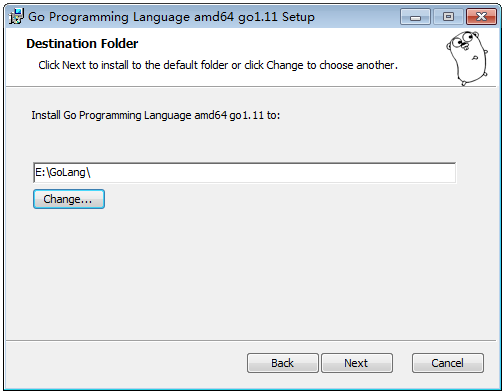 Go Programming Language amd64 go1.11 Setup
Destination Folder
Click Next to install to the default folder or click Change to choose another.
Install Go Programming Language amd64 go1.11 to:
E:\GoLang\
Change...
Back Next Cancel